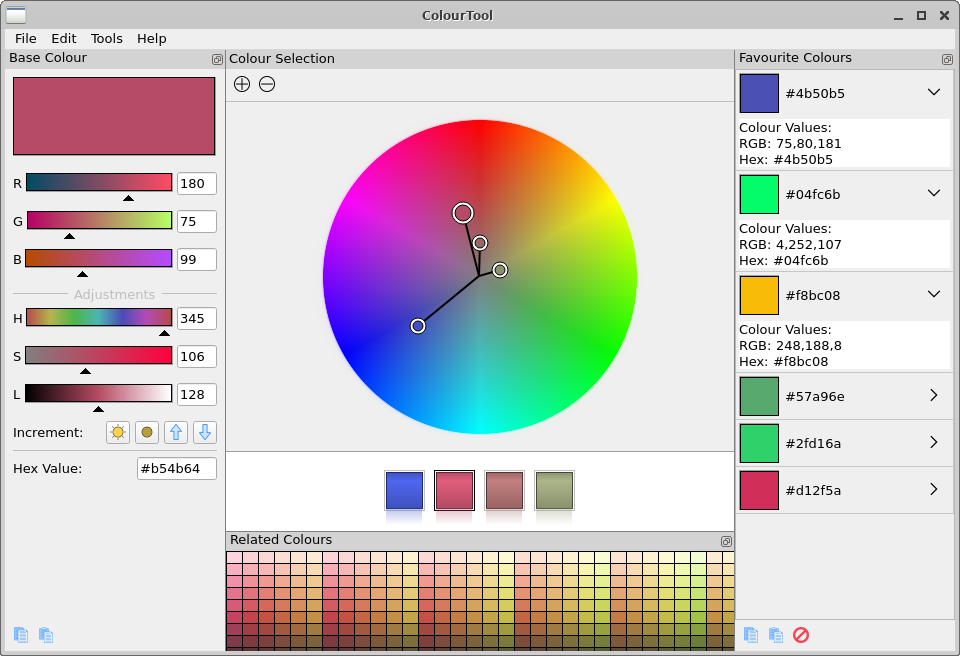 ColourTool
File Edit Tools Help
Base Colour
R 180
G 75
B 99
Adjustments
H 345
S 106
L 128
Increment:
Hex Value: #b54b64
Colour Selection
Related Colours
Favourite Colours
#4b50b5
Colour Values:
RGB: 75,80,181
Hex: #4b50b5
#04fc6b
Colour Values:
RGB: 4,252,107
Hex: #04fc6b
#f8bc08
Colour Values:
RGB: 248,188,8
Hex: #f8bc08
#57a96e
#2fd16a
#d12f5a